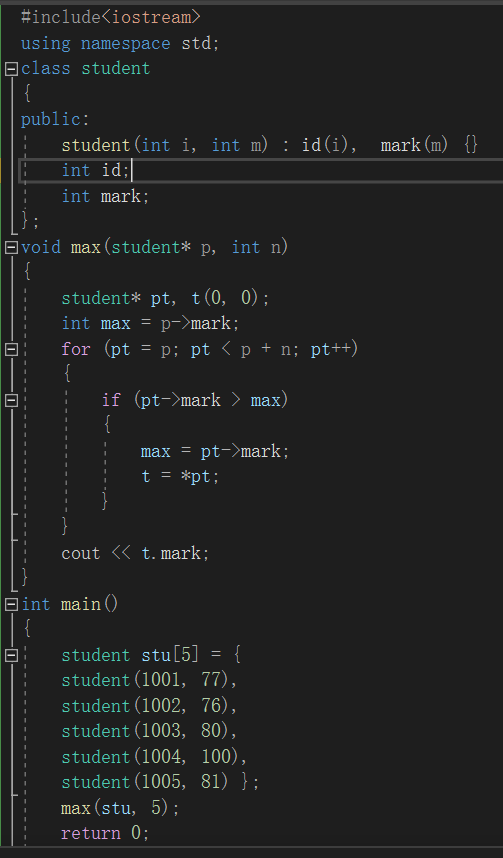 #include<iostream>
using namespace std;
class student
{
public:
student(int i, int m) : id(i), mark(m) {}
int id;
int mark;
};
void max(student* p, int n)
{
student* pt, t(0, 0);
int max = p->mark;
for (pt = p; pt < p + n; pt++)
{
if (pt->mark > max)
{
max = pt->mark;
t = *pt;
}
}
cout << t.mark;
}
int main()
{
student stu[5] = {
student(1001, 77),
student(1002, 76),
student(1003, 80),
student(1004, 100),
student(1005, 81) };
max(stu, 5);
return 0;